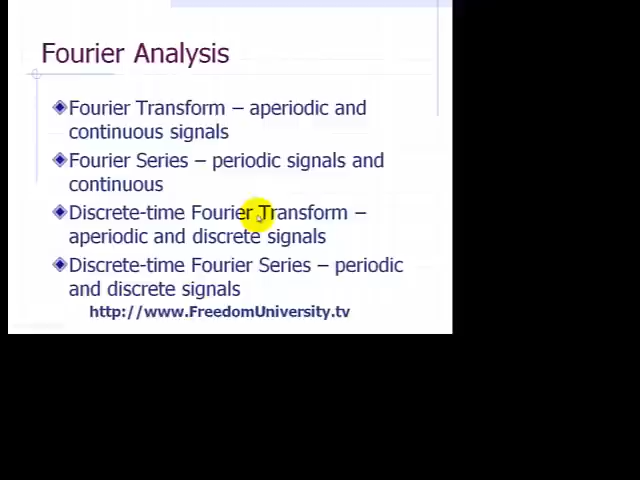 Fourier Analysis
Fourier Transform – aperiodic and
continuous signals
Fourier Series – periodic signals and
continuous
Discrete-time Fourier Transform –
aperiodic and discrete signals
Discrete-time Fourier Series – periodic
and discrete signals
http://www.FreedomUniversity.tv